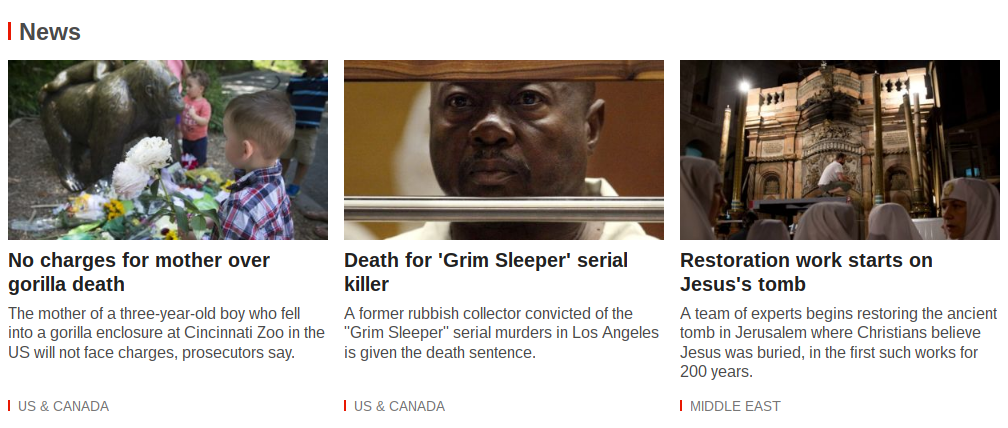 News
No charges for mother over
gorilla death
The mother of a three-year-old boy who fell
into a gorilla enclosure at Cincinnati Zoo in the
US will not face charges, prosecutors say.
US & CANADA
Death for 'Grim Sleeper' serial
killer
A former rubbish collector convicted of the
"Grim Sleeper" serial murders in Los Angeles
is given the death sentence.
US & CANADA
Restoration work starts on
Jesus's tomb
A team of experts begins restoring the ancient
tomb in Jerusalem where Christians believe
Jesus was buried, in the first such works for
200 years.
MIDDLE EAST